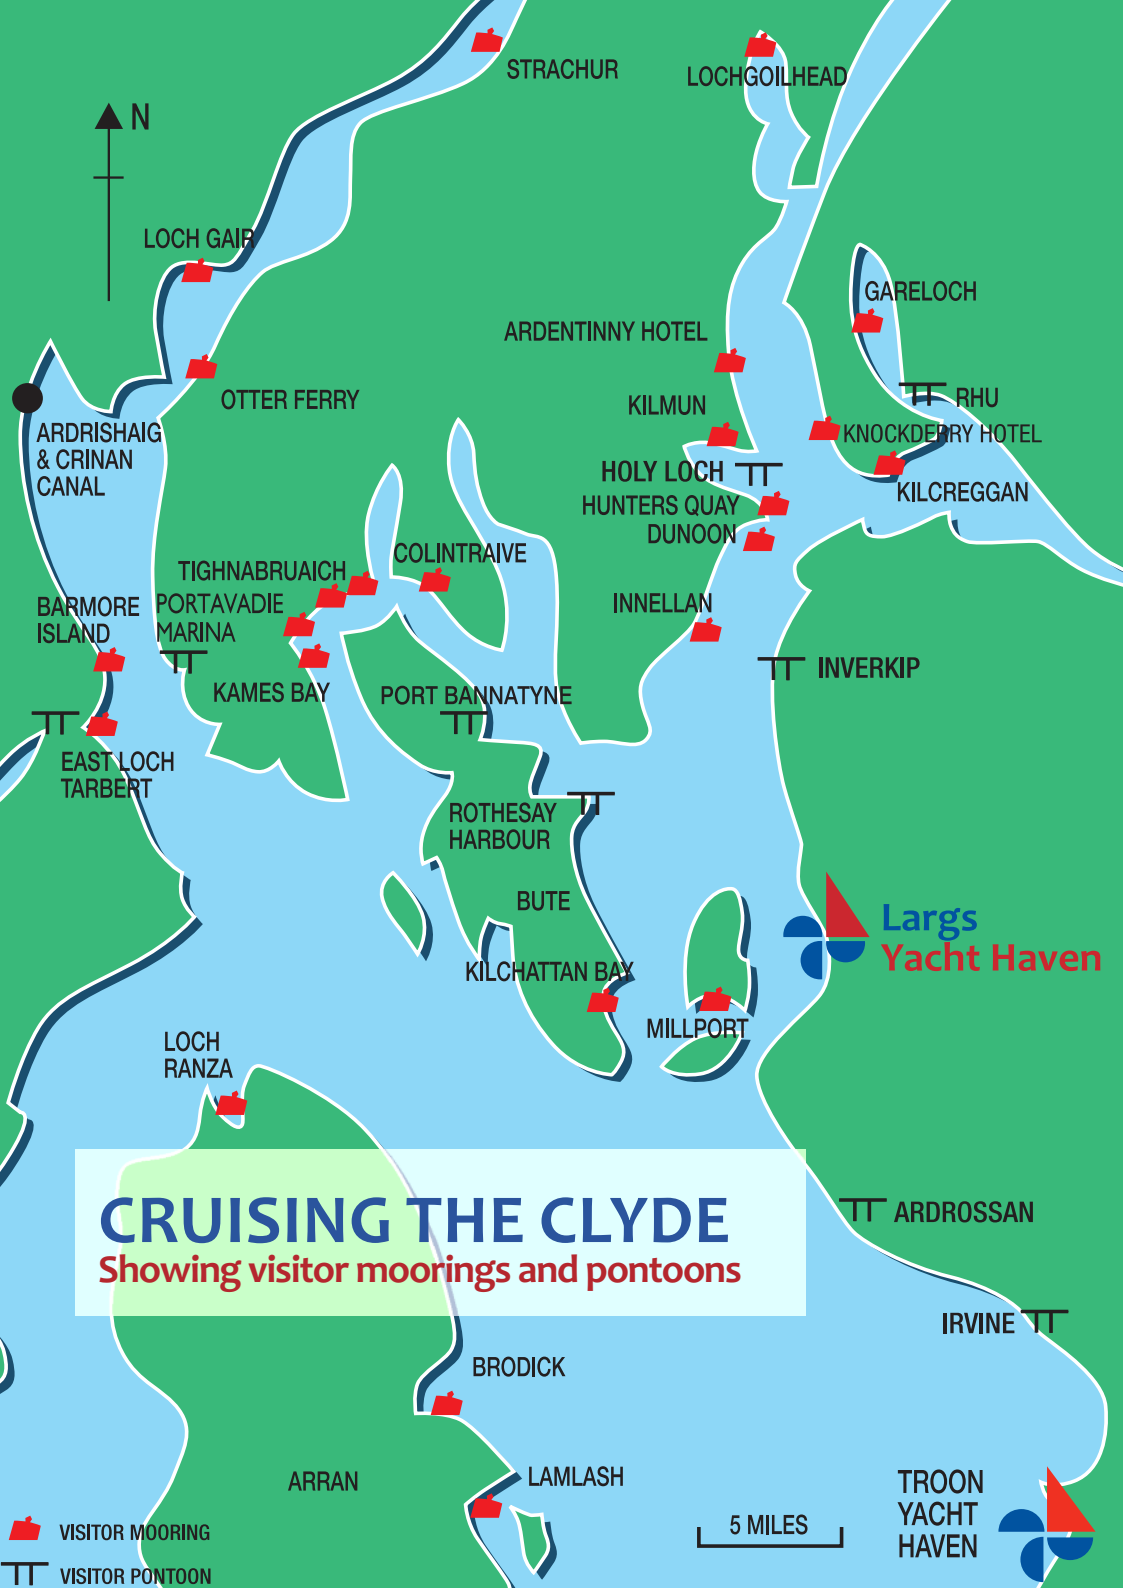 STRACHUR
LOCHGOILHEAD
N
LOCH GAIR
GARELOCH
ARDENTINNY HOTEL
OTTER FERRY
RHU
KILMUN
ARDRISHAIG
& CRINAN
CANAL
KNOCKDERRY HOTEL
HOLY LOCH
KILCREGGAN
HUNTERS QUAY
DUNOON
COLINTRAIVE
TIGHNABRUAICH
BARMORE
ISLAND
PORTAVADIE
MARINA
INNELLAN
INVERKIP
KAMES BAY
PORT BANNATYNE
EAST LOCH
TARBERT
ROTHESAY
HARBOUR
BUTE
Largs
Yacht Haven
KILCHATTAN BAY
MILLPORT
LOCH
RANZA
CRUISING THE CLYDE
Showing visitor moorings and pontoons
ARDROSSAN
IRVINE
BRODICK
ARRAN
LAMLASH
TROON
YACHT
HAVEN
5 MILES
VISITOR MOORING
VISITOR PONTOON